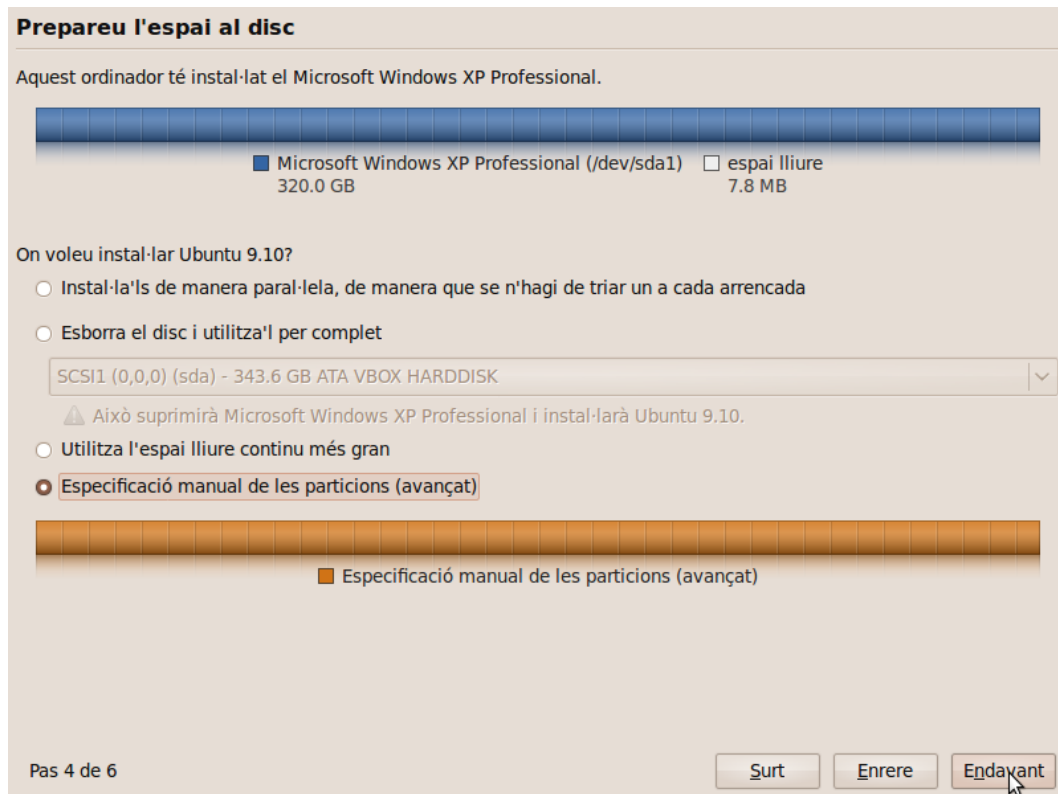 Prepareu l'espai al disc
Aquest ordinador té instal·lat el Microsoft Windows XP Professional.
Microsoft Windows XP Professional (/dev/sda1) espai lliure
320.0 GB 7.8 MB
On voleu instal·lar Ubuntu 9.10?
Instal·la'ls de manera paral·lela, de manera que se n'hagi de triar un a cada arrencada
Esborra el disc i utilitza'l per complet
SCSI1 (0,0,0) (sda) - 343.6 GB ATA VBOX HARDDISK
Això suprimirà Microsoft Windows XP Professional i instal·larà Ubuntu 9.10.
Utilitza l'espai lliure continu més gran
Especificació manual de les particions (avançat)
Especificació manual de les particions (avançat)
Pas 4 de 6 Surt Enrere Endavant